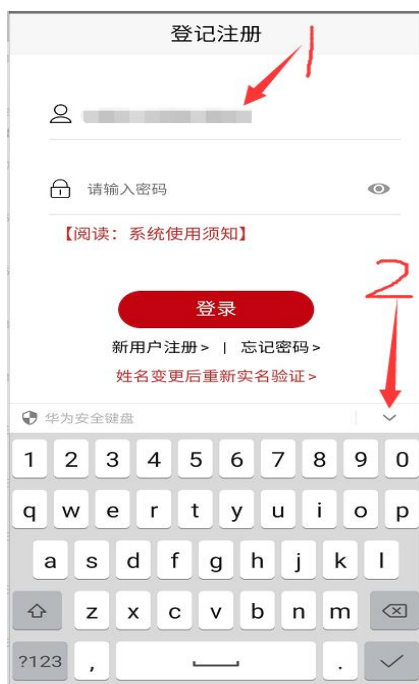 登记注册
1
请输入密码
【阅读：系统使用须知】
2
登录
新用户注册> | 忘记密码>
姓名变更后重新实名验证>
华为安全键盘
1 2 3 4 5 6 7 8 9 0
q w e r t y u i o p
a s d f g h j k l
z x c v b n m
?123 , .